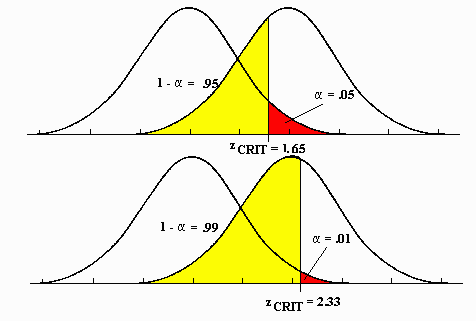 1 - α = .95
α = .05
zCRIT = 1.65
1 - α = .99
α = .01
zCRIT = 2.33